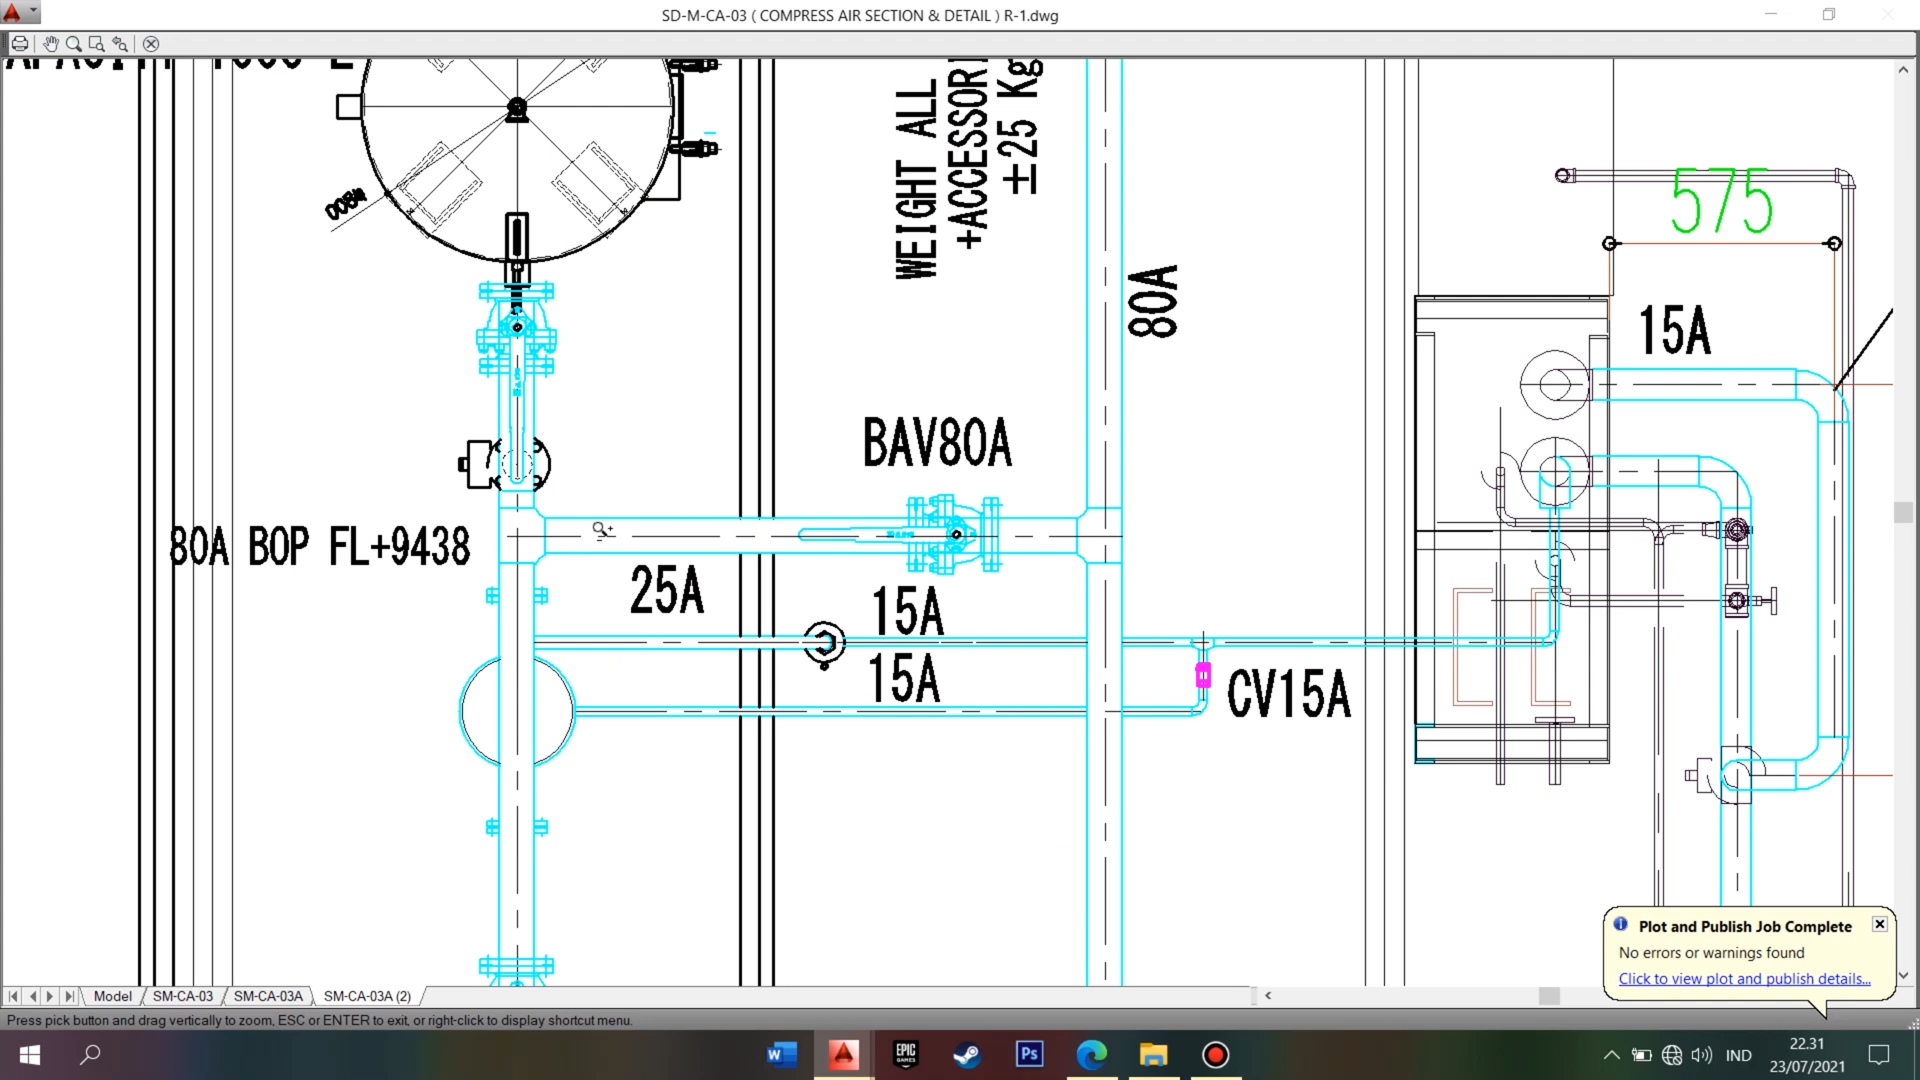 SD-M-CA-03 ( COMPRESS AIR SECTION & DETAIL ) R-1.dwg
WEIGHT ALL
+ACCESSORI
±25 Kg
575
80A
15A
BAV80A
80A BOP FL+9438
25A
15A
15A
CV15A
Plot and Publish Job Complete
No errors or warnings found
Click to view plot and publish details...
Model
SM-CA-03
SM-CA-03A
SM-CA-03A (2)
Press pick button and drag vertically to zoom, ESC or ENTER to exit, or right-click to display shortcut menu.
EPIC
GAMES
Ps
IND
22.31
23/07/2021